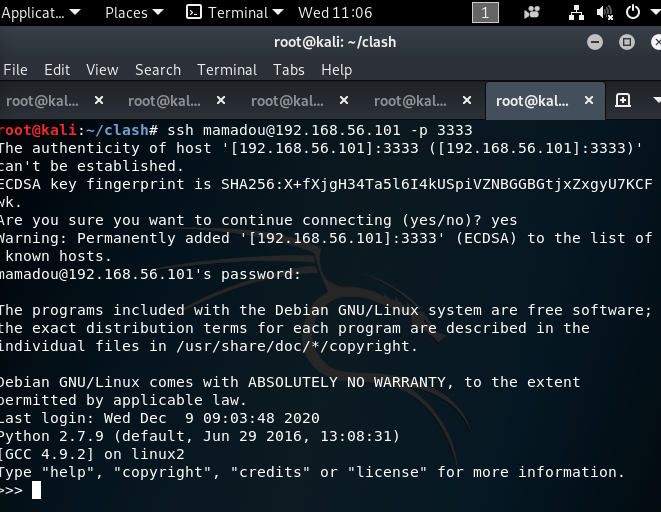 Applicat... Places Terminal Wed 11:06 1
root@kali: ~/clash
File Edit View Search Terminal Tabs Help
root@kal... root@kal... root@kal... root@kal... root@kal...
root@kali:~/clash# ssh mamadou@192.168.56.101 -p 3333
The authenticity of host '[192.168.56.101]:3333 ([192.168.56.101]:3333)'
can't be established.
ECDSA key fingerprint is SHA256:X+fXjgH34Ta5l6I4kUSpiVZNBGGBGtjxZxgyU7KCF
wk.
Are you sure you want to continue connecting (yes/no)? yes
Warning: Permanently added '[192.168.56.101]:3333' (ECDSA) to the list of
known hosts.
mamadou@192.168.56.101's password:
The programs included with the Debian GNU/Linux system are free software;
the exact distribution terms for each program are described in the
individual files in /usr/share/doc/*/copyright.
Debian GNU/Linux comes with ABSOLUTELY NO WARRANTY, to the extent
permitted by applicable law.
Last login: Wed Dec  9 09:03:48 2020
Python 2.7.9 (default, Jun 29 2016, 13:08:31)
[GCC 4.9.2] on linux2
Type "help", "copyright", "credits" or "license" for more information.
>>>